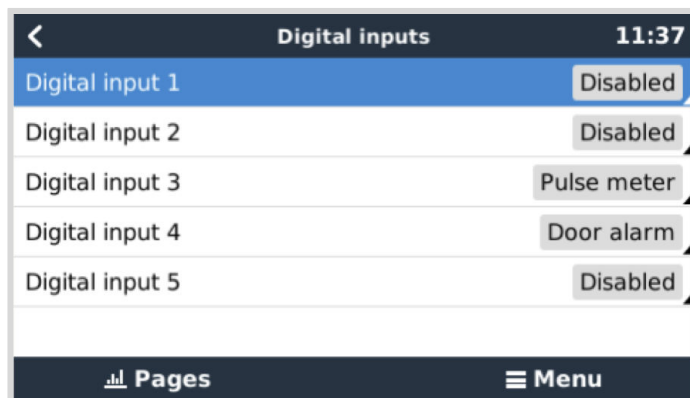 Digital inputs 11:37
Digital input 1 Disabled
Digital input 2 Disabled
Digital input 3 Pulse meter
Digital input 4 Door alarm
Digital input 5 Disabled
Pages Menu